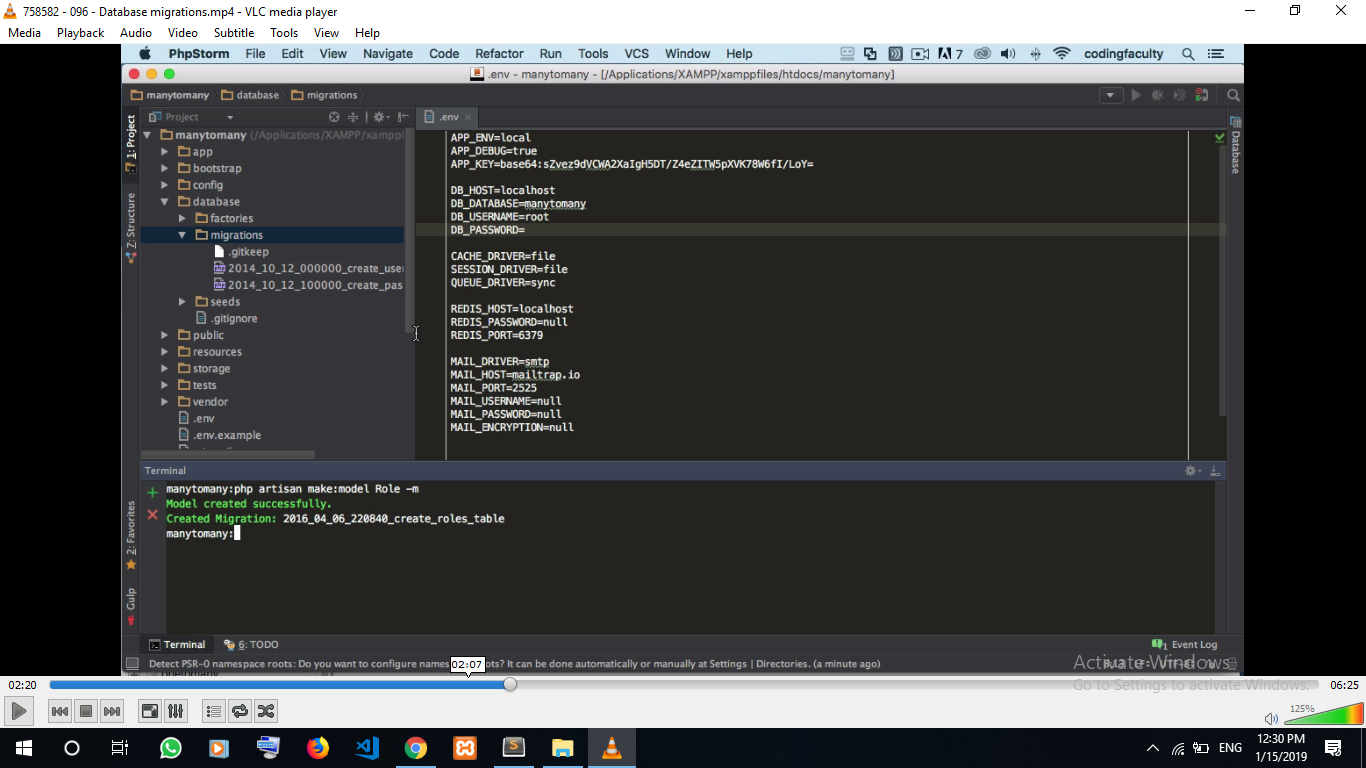 758582 - 096 - Database migrations.mp4 - VLC media player
Media Playback Audio Video Subtitle Tools View Help
PhpStorm File Edit View Navigate Code Refactor Run Tools VCS Window Help 7 codingfaculty
.env - manytomany - [/Applications/XAMPP/xamppfiles/htdocs/manytomany]
manytomany database migrations
1: Project
Z: Structure
2: Favorites
Gulp
Project
manytomany (/Applications/XAMPP/xampp
app
bootstrap
config
database
factories
migrations
.gitkeep
2014_10_12_000000_create_use
2014_10_12_100000_create_pas
seeds
.gitignore
public
resources
storage
tests
vendor
.env
.env.example
.env
APP_ENV=local
APP_DEBUG=true
APP_KEY=base64:sZvez9dVCWA2XaIgH5DT/Z4eZITW5pXVK78W6fI/LoY=
DB_HOST=localhost
DB_DATABASE=manytomany
DB_USERNAME=root
DB_PASSWORD=
CACHE_DRIVER=file
SESSION_DRIVER=file
QUEUE_DRIVER=sync
REDIS_HOST=localhost
REDIS_PASSWORD=null
REDIS_PORT=6379
MAIL_DRIVER=smtp
MAIL_HOST=mailtrap.io
MAIL_PORT=2525
MAIL_USERNAME=null
MAIL_PASSWORD=null
MAIL_ENCRYPTION=null
Database
Terminal
manytomany:php artisan make:model Role -m
Model created successfully.
Created Migration: 2016_04_06_220840_create_roles_table
manytomany:
Terminal 6: TODO 1 Event Log
Detect PSR-0 namespace roots: Do you want to configure names ots? It can be done automatically or manually at Settings | Directories. (a minute ago)
02:07
Activate Windows
Go to Settings to activate Windows.
02:20 06:25
125%
ENG
12:30 PM
1/15/2019